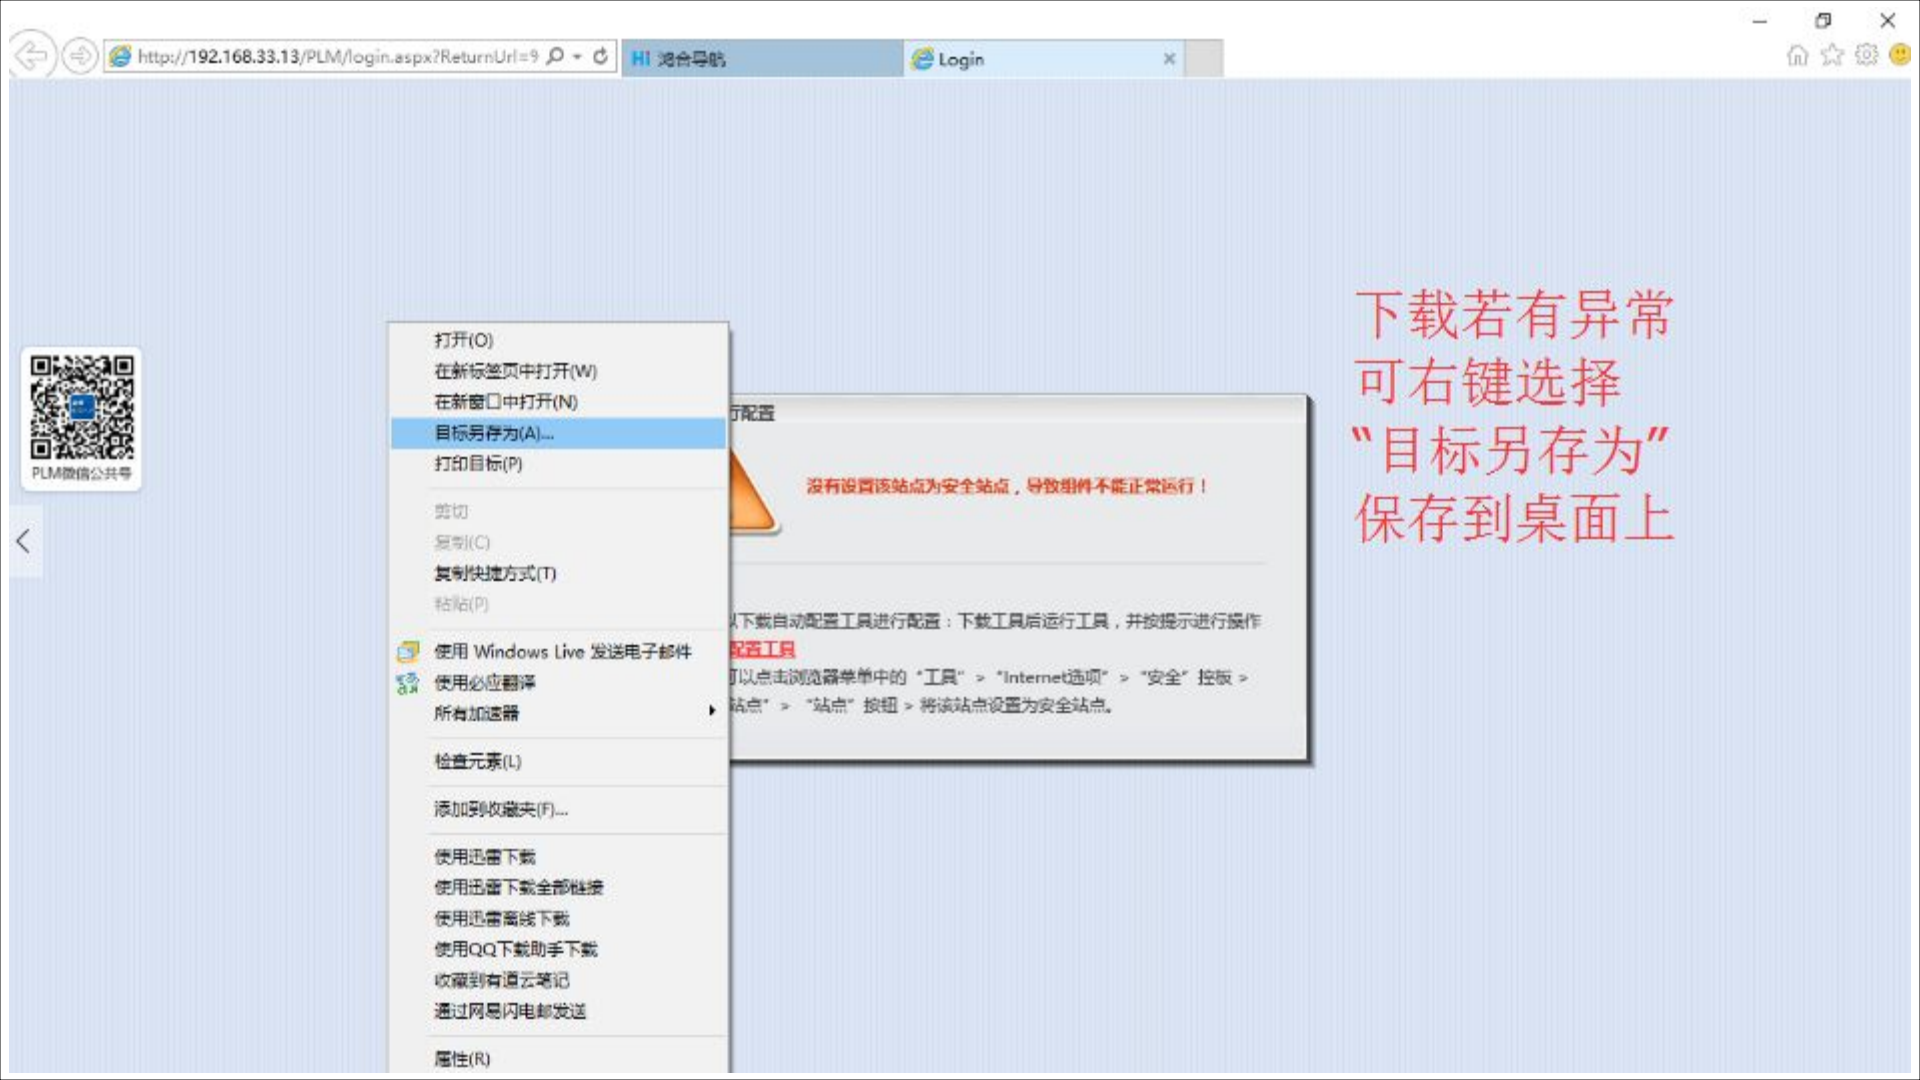 http://192.168.33.13/PLM/login.aspx?ReturnUrl=9
Hi 鸿合导航
Login
PLM微信公共号
打开(O)
在新标签页中打开(W)
在新窗口中打开(N)
目标另存为(A)...
打印目标(P)
剪切
复制(C)
复制快捷方式(T)
粘贴(P)
使用 Windows Live 发送电子邮件
使用必应翻译
所有加速器
检查元素(L)
添加到收藏夹(F)...
使用迅雷下载
使用迅雷下载全部链接
使用迅雷离线下载
使用QQ下载助手下载
收藏到有道云笔记
通过网易闪电邮发送
属性(R)
行配置
没有设置该站点为安全站点，导致组件不能正常运行！
以下载自动配置工具进行配置：下载工具后运行工具，并按提示进行操作
配置工具
可以点击浏览器菜单中的 “工具” > “Internet选项” > “安全” 控板 >
站点” > “站点” 按钮 > 将该站点设置为安全站点。
下载若有异常
可右键选择
“目标另存为”
保存到桌面上